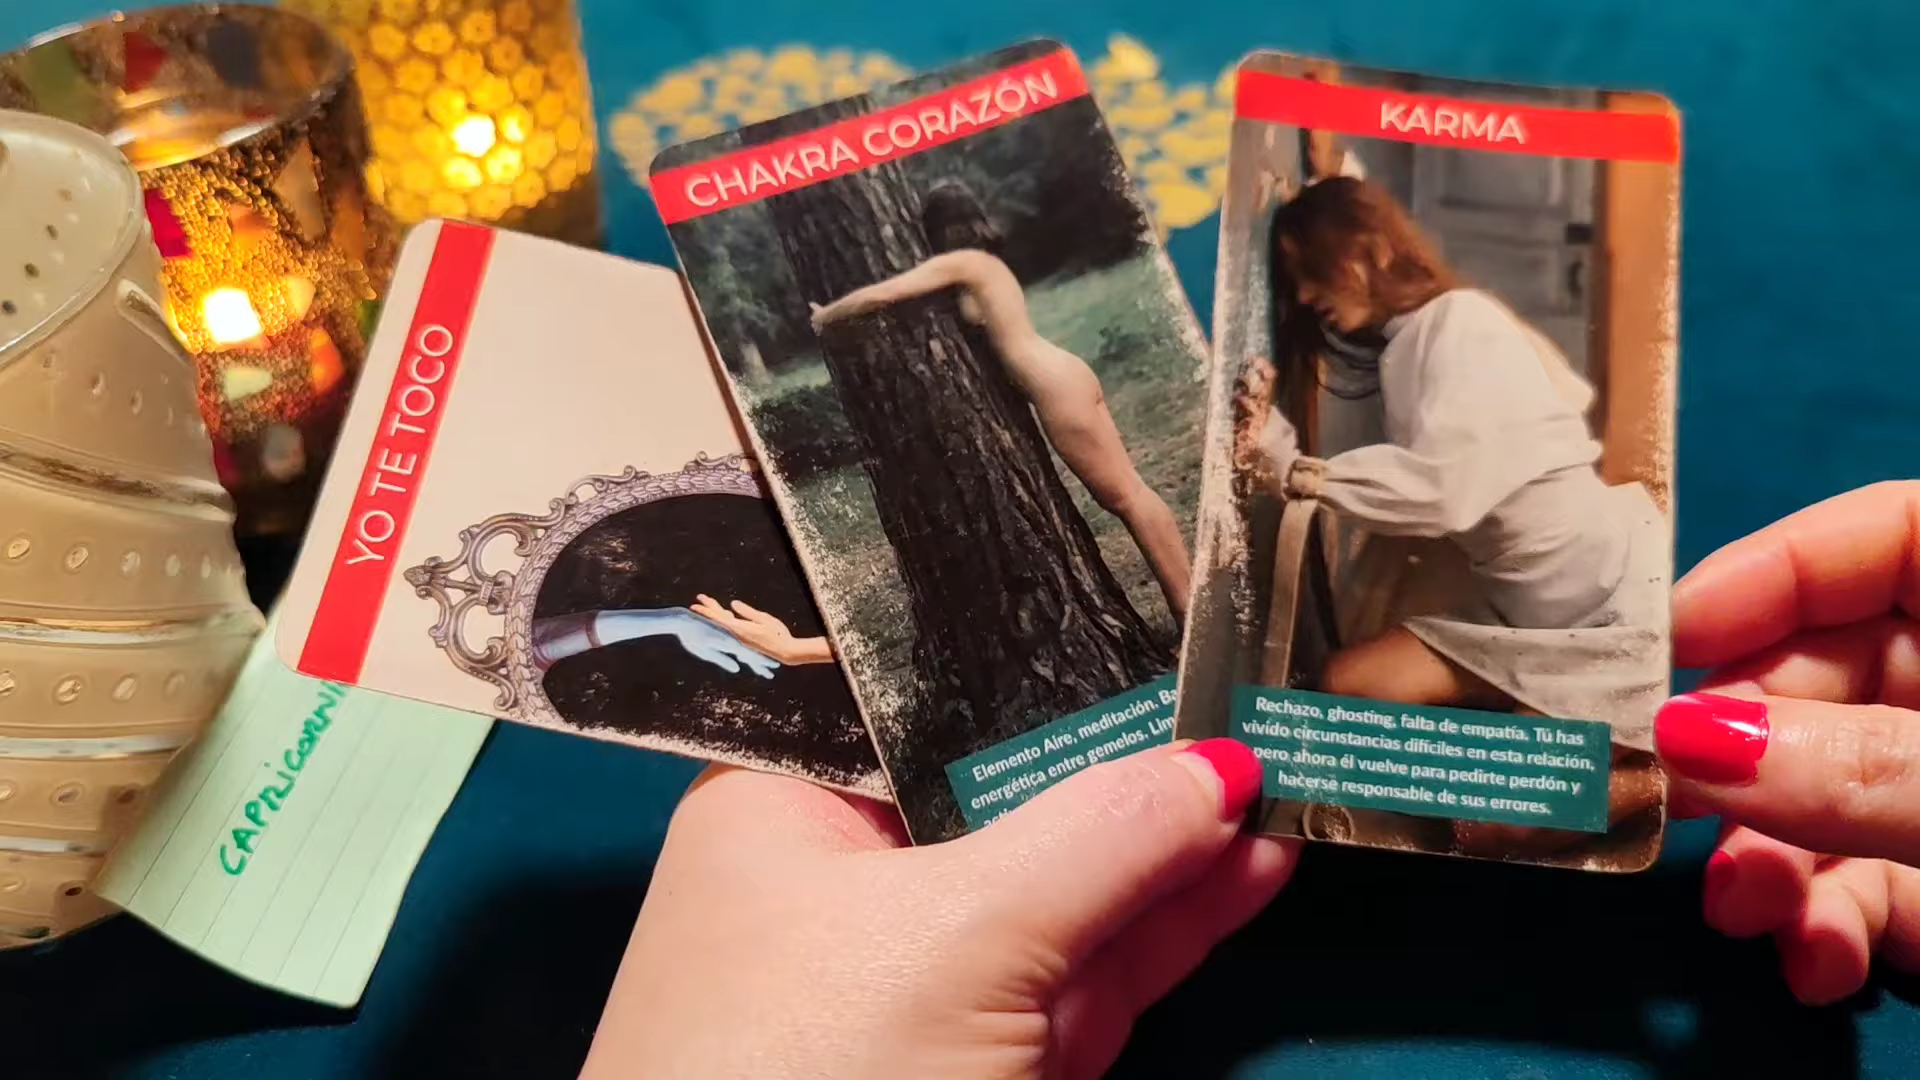 YO TE TOCO
CHAKRA CORAZÓN
Elemento Aire, meditación.
energética entre gemelos.
KARMA
Rechazo, ghosting, falta de empatía. Tú has
vivido circunstancias difíciles en esta relación,
pero ahora él vuelve para pedirte perdón y
hacerse responsable de sus errores.
CAPRICORNI